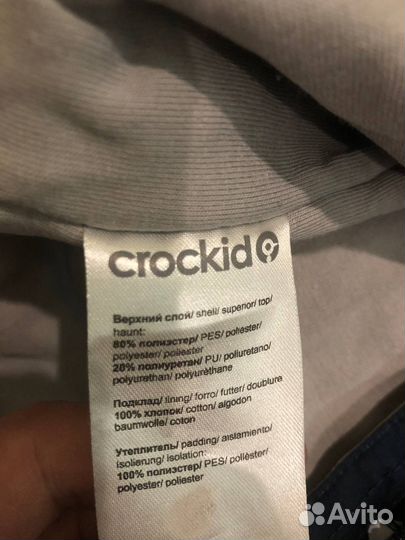 crockid
Верхний слой/ shell/ superior/ top/
haunt:
80% полиэстер/ PES/ poliester/
polyester/ poliester
20% полиуретан/ PU/ poliuretano/
polyurethan/ polyuréthane
Подклад/ lining/ forro/ futter/ doublure
100% хлопок/ cotton/ algodon
baumwolle/ coton
Утеплитель/ padding/ aislamiento/
isolierung/ isolation:
100% полиэстер/ PES/ poliéster/
polyester/ poliester
Avito